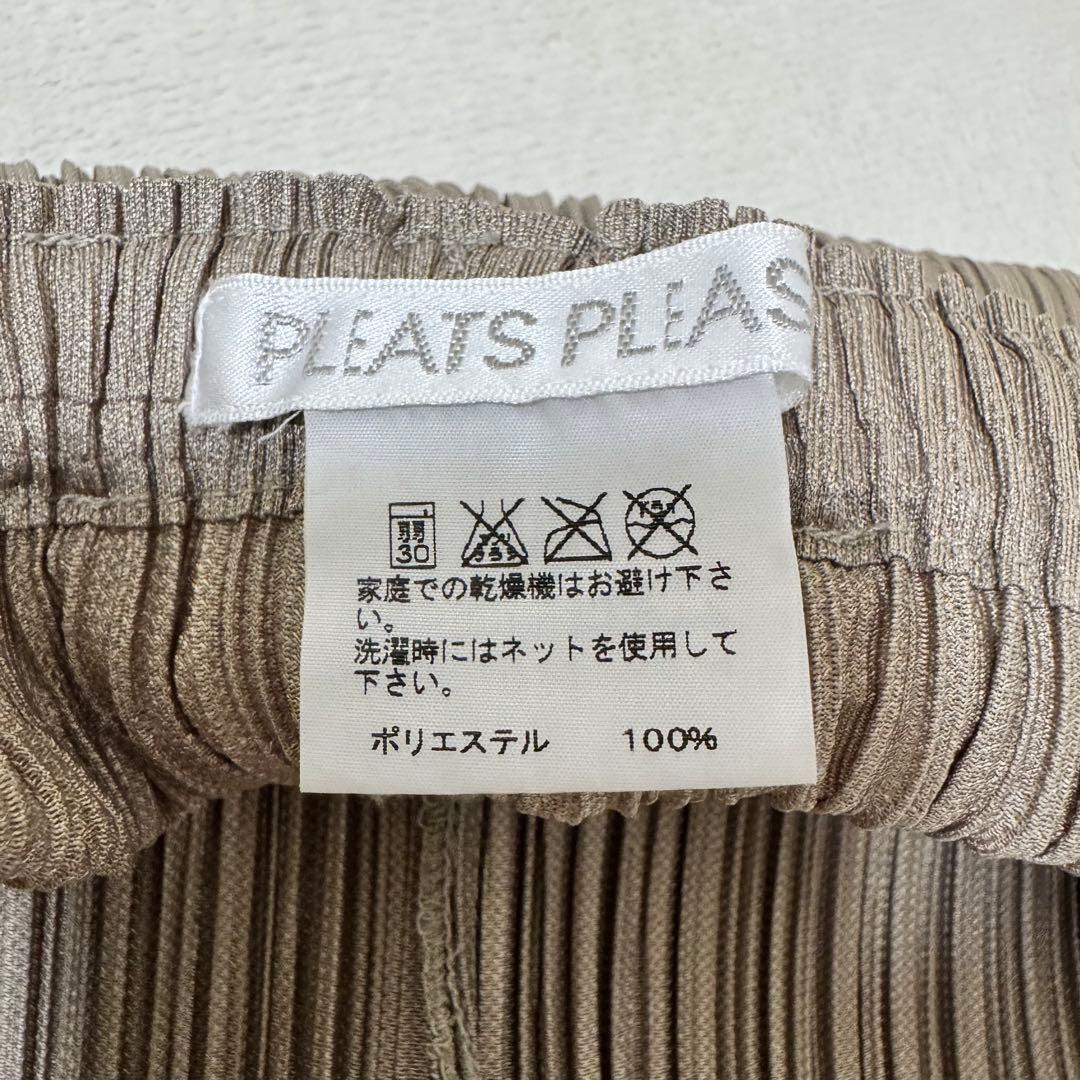 PLEATS PLEAS
弱
30
家庭での乾燥機はお避け下さ
い。
洗濯時にはネットを使用して
下さい。
ポリエステル 100%